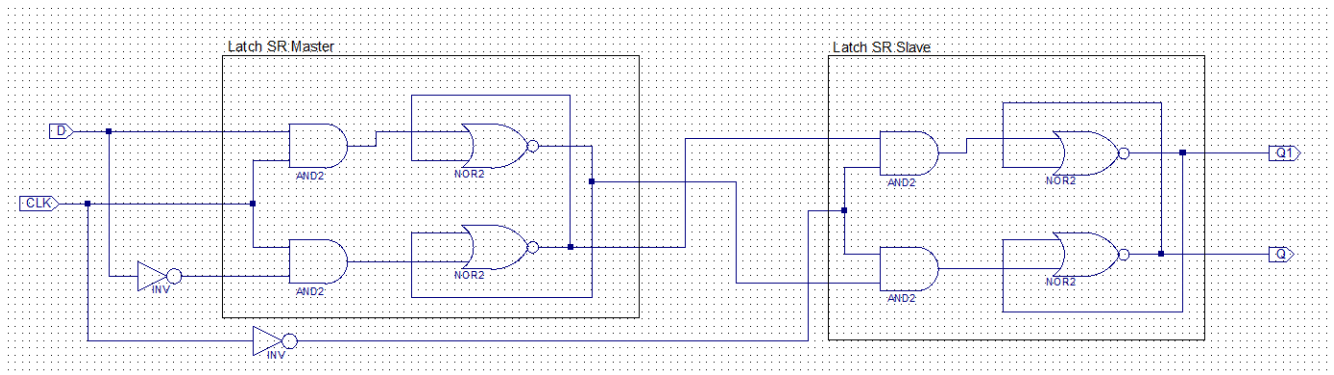 Latch SR Master
Latch SR Slave
D
AND2
NOR2
AND2
NOR2
Q1
CLK
INV
AND2
NOR2
AND2
NOR2
Q
INV